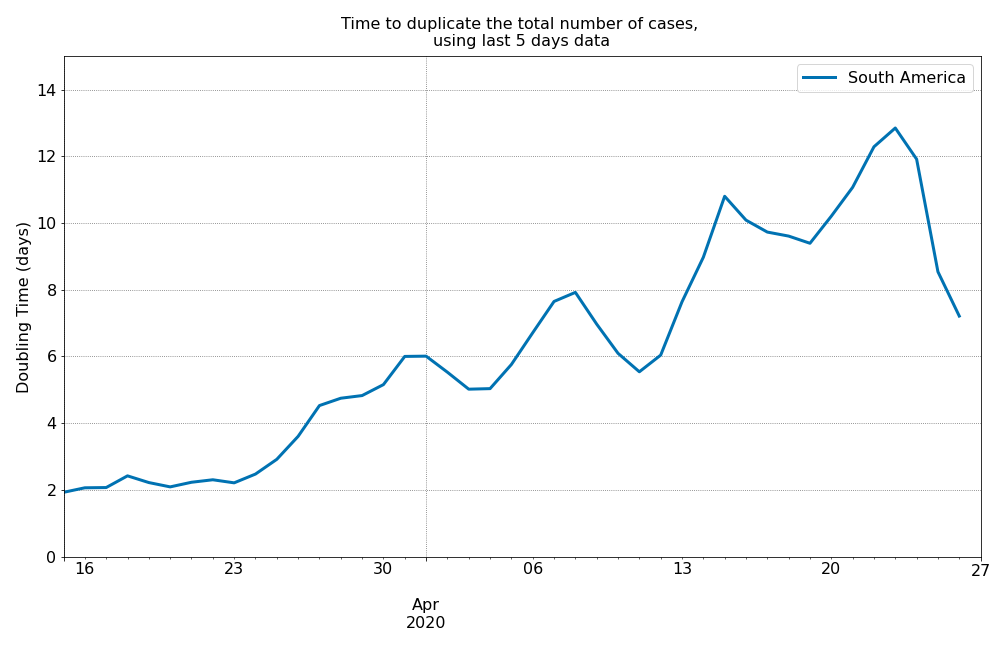 Time to duplicate the total number of cases,
using last 5 days data
South America
Doubling Time (days)
14
12
10
8
6
4
2
0
16 23 30 06 13 20 27
Apr
2020